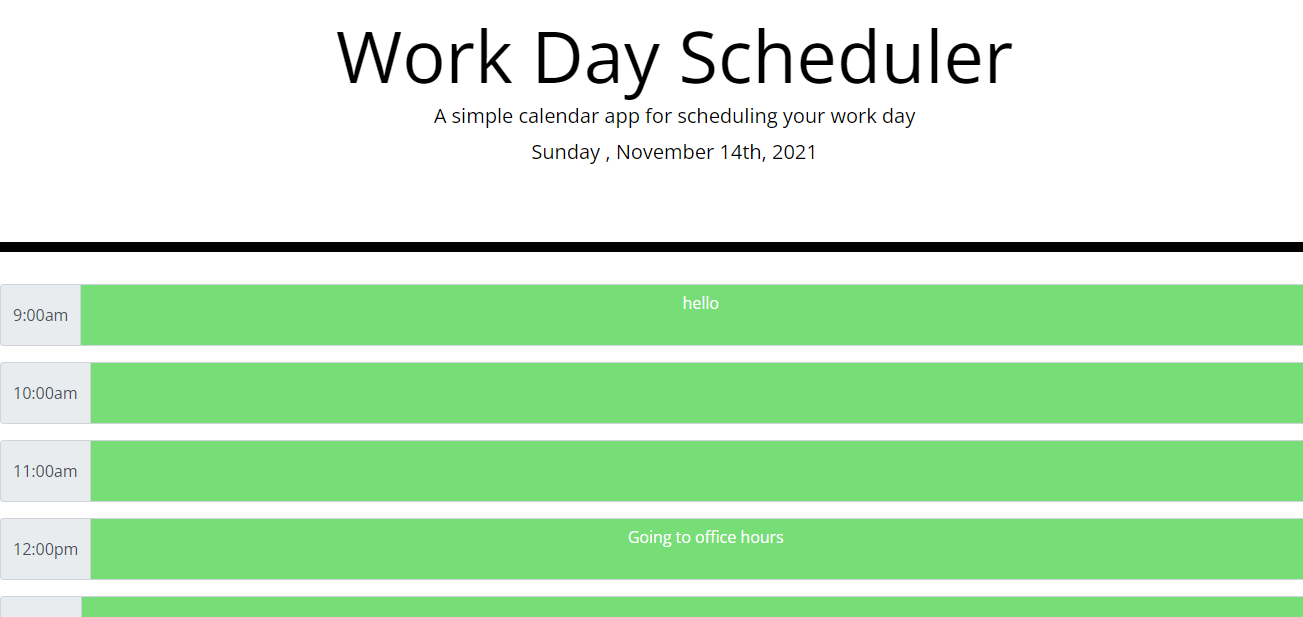 Work Day Scheduler
A simple calendar app for scheduling your work day
Sunday , November 14th, 2021
9:00am
hello
10:00am
11:00am
12:00pm
Going to office hours